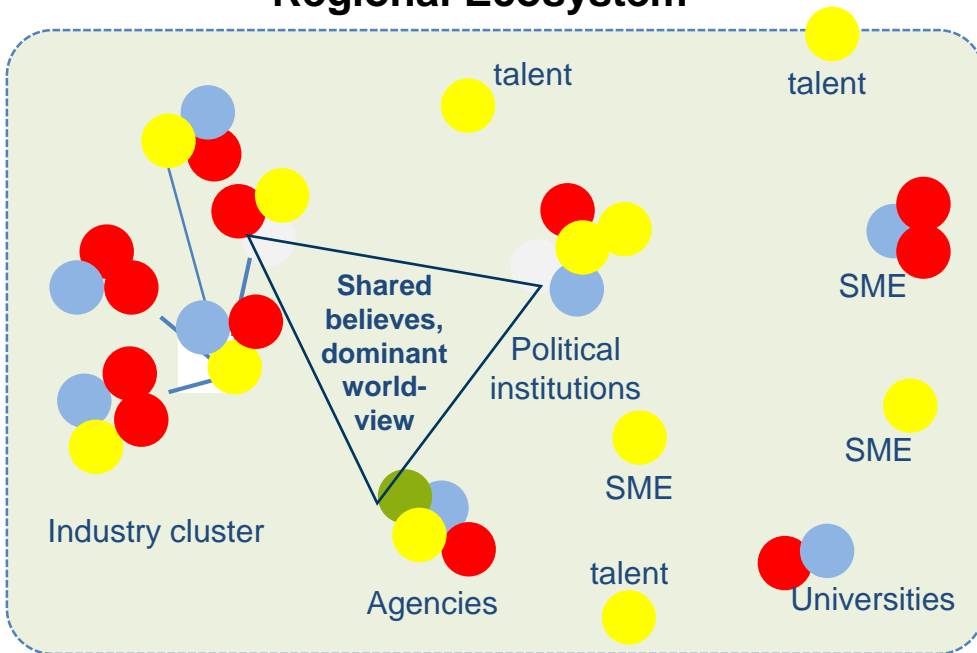 Regional Ecosystem
talent
talent
Shared
believes,
dominant
world-
view
SME
Political
institutions
SME
SME
Industry cluster
talent
Agencies
Universities